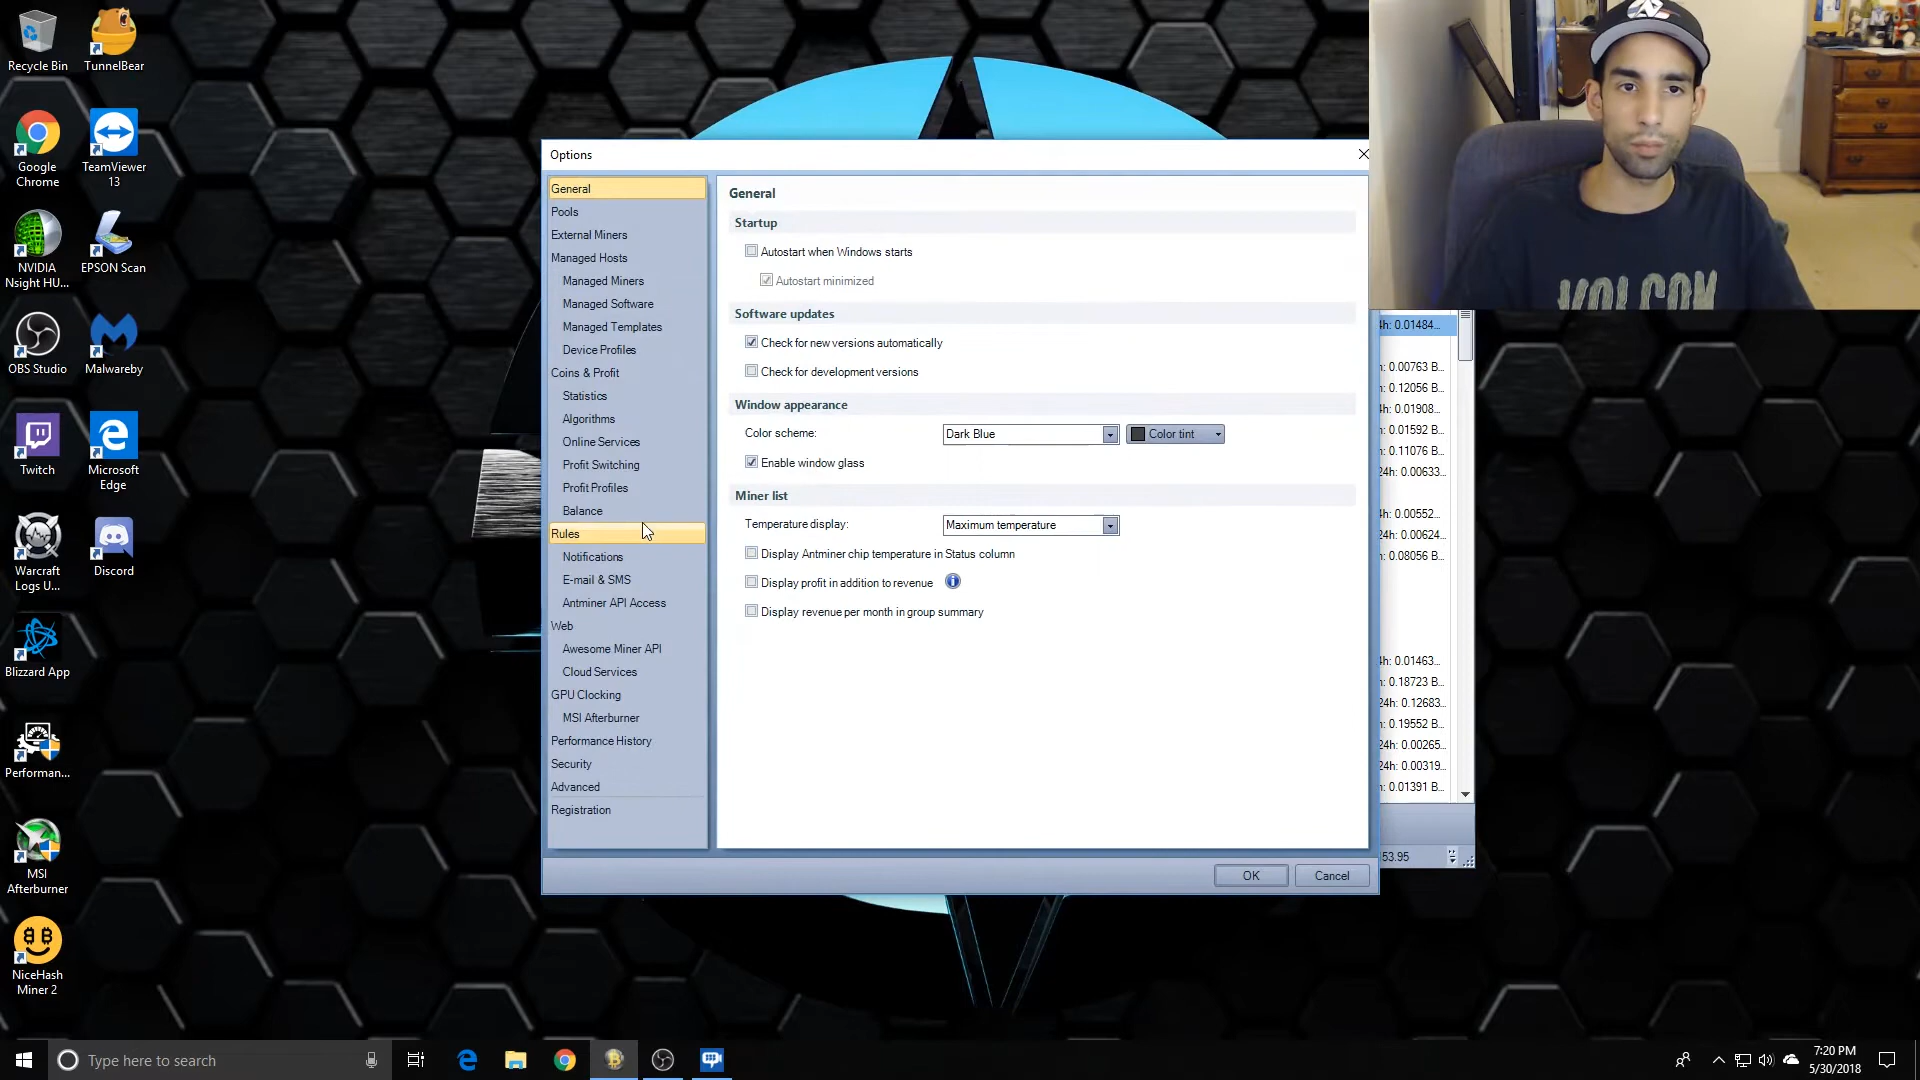 Recycle Bin
TunnelBear
Google Chrome
TeamViewer 13
NVIDIA Nsight HU...
EPSON Scan
OBS Studio
Malwareby
Twitch
Microsoft Edge
Warcraft Logs U...
Discord
Blizzard App
Performan...
MSI Afterburner
NiceHash Miner 2
Options
General
Pools
External Miners
Managed Hosts
Managed Miners
Managed Software
Managed Templates
Device Profiles
Coins & Profit
Statistics
Algorithms
Online Services
Profit Switching
Profit Profiles
Balance
Rules
Notifications
E-mail & SMS
Antminer API Access
Web
Awesome Miner API
Cloud Services
GPU Clocking
MSI Afterburner
Performance History
Security
Advanced
Registration
General
Startup
Autostart when Windows starts
Autostart minimized
Software updates
Check for new versions automatically
Check for development versions
Window appearance
Color scheme: Dark Blue Color tint
Enable window glass
Miner list
Temperature display: Maximum temperature
Display Antminer chip temperature in Status column
Display profit in addition to revenue
Display revenue per month in group summary
OK Cancel
4h: 0.01484...
h: 0.00763 B...
h: 0.12056 B...
4h: 0.01908...
h: 0.01592 B...
h: 0.11076 B...
24h: 0.00633...
h: 0.00552...
h: 0.00624...
h: 0.08056 B...
4h: 0.01463...
h: 0.18723 B...
24h: 0.12683...
h: 0.19552 B...
24h: 0.00265...
24h: 0.00319...
h: 0.01391 B...
53.95
VOLCOM
Type here to search
7:20 PM
5/30/2018